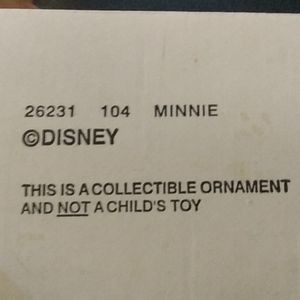 26231 104 MINNIE
©DISNEY
THIS IS A COLLECTIBLE ORNAMENT
AND NOT A CHILD'S TOY